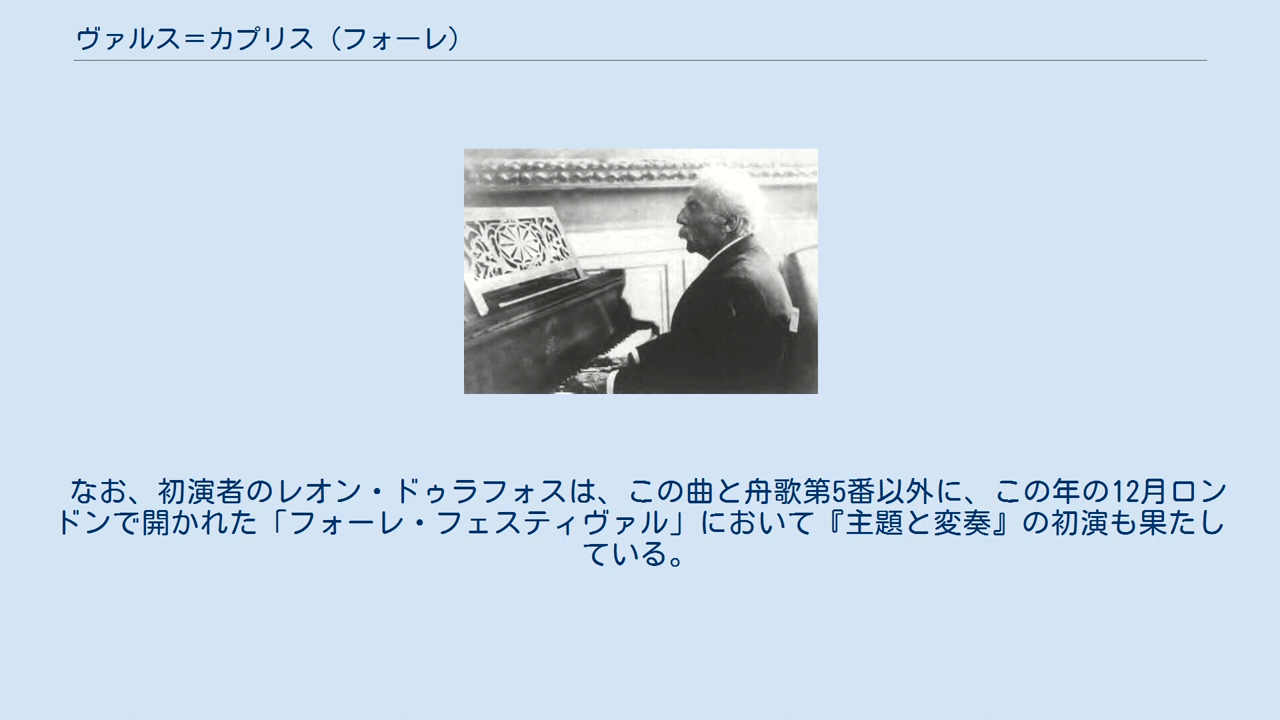 ヴァルス＝カプリス（フォーレ）
なお、初演者のレオン・ドゥラフォスは、この曲と舟歌第5番以外に、この年の12月ロン
ドンで開かれた「フォーレ・フェスティヴァル」において『主題と変奏』の初演も果たし
ている。